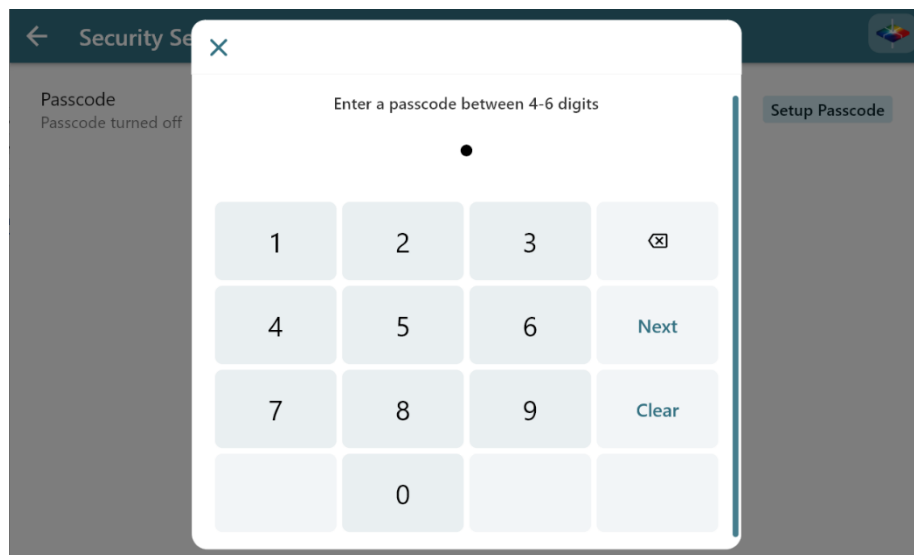 Security Se
Passcode
Passcode turned off
Setup Passcode
Enter a passcode between 4-6 digits
1 2 3
4 5 6 Next
7 8 9 Clear
0